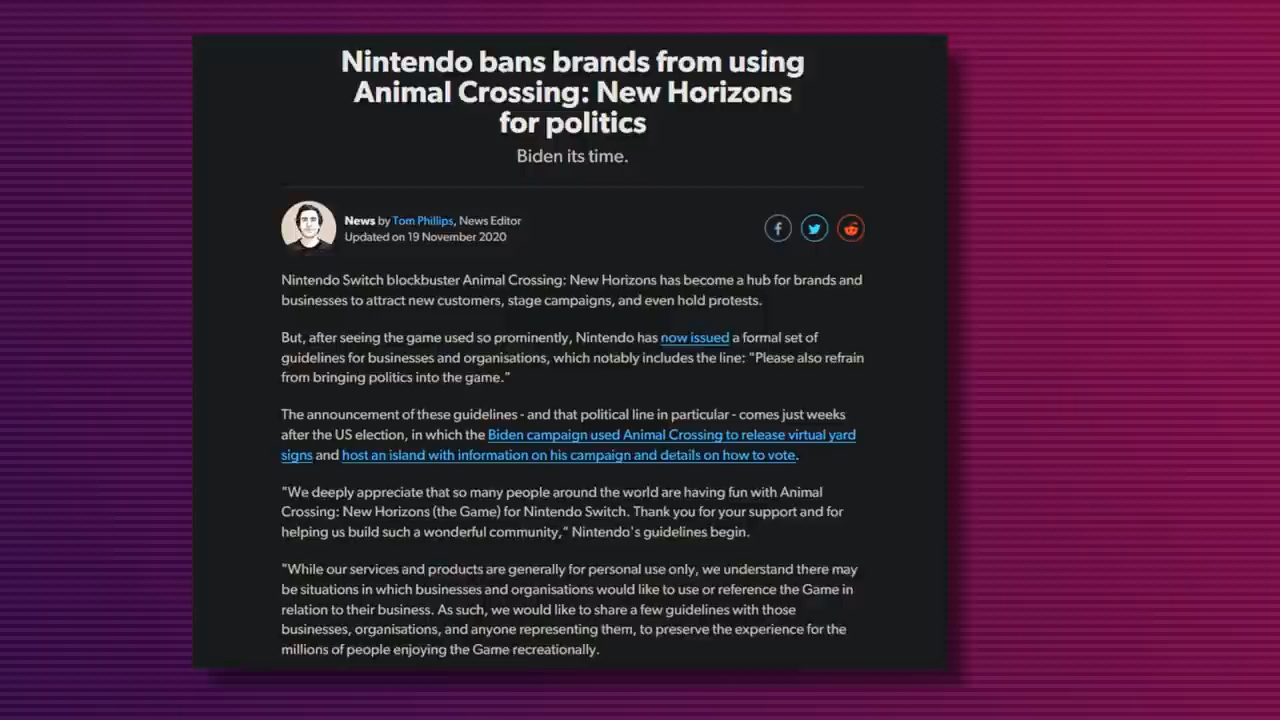 Nintendo bans brands from using
Animal Crossing: New Horizons
for politics
Biden its time.
News by Tom Phillips, News Editor
Updated on 19 November 2020
Nintendo Switch blockbuster Animal Crossing: New Horizons has become a hub for brands and
businesses to attract new customers, stage campaigns, and even hold protests.
But, after seeing the game used so prominently, Nintendo has now issued a formal set of
guidelines for businesses and organisations, which notably includes the line: "Please also refrain
from bringing politics into the game."
The announcement of these guidelines - and that political line in particular - comes just weeks
after the US election, in which the Biden campaign used Animal Crossing to release virtual yard
signs and host an island with information on his campaign and details on how to vote.
"We deeply appreciate that so many people around the world are having fun with Animal
Crossing: New Horizons (the Game) for Nintendo Switch. Thank you for your support and for
helping us build such a wonderful community," Nintendo's guidelines begin.
"While our services and products are generally for personal use only, we understand there may
be situations in which businesses and organisations would like to use or reference the Game in
relation to their business. As such, we would like to share a few guidelines with those
businesses, organisations, and anyone representing them, to preserve the experience for the
millions of people enjoying the Game recreationally.